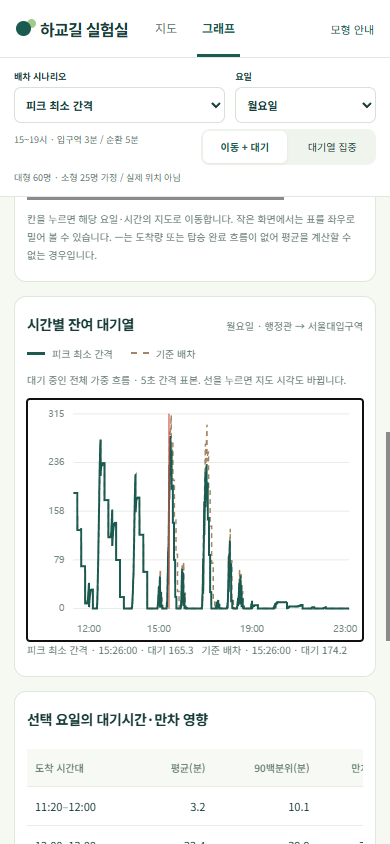 하교길 실험실 지도 그래프 모형 안내
배차 시나리오 요일
피크 최소 간격 월요일
15–19시 · 입구역 3분 / 순환 5분 이동 + 대기 대기열 집중
대형 60명 · 소형 25명 가정 / 실제 위치 아님
칸을 누르면 해당 요일·시간의 지도로 이동합니다. 작은 화면에서는 표를 좌우로
밀어 볼 수 있습니다. —는 도착량 또는 탑승 완료 흐름이 없어 평균을 계산할 수
없는 경우입니다.
시간별 잔여 대기열 월요일 · 행정관 → 서울대입구역
피크 최소 간격 기준 배차
대기 중인 전체 가중 흐름 · 5초 간격 표본. 선을 누르면 지도 시각도 바뀝니다.
315
236
158
79
0
12:00 15:00 19:00 23:00
피크 최소 간격 · 15:26:00 · 대기 165.3 기준 배차 · 15:26:00 · 대기 174.2
선택 요일의 대기시간·만차 영향
도착 시간대 평균(분) 90백분위(분)
11:20–12:00 3.2 10.1